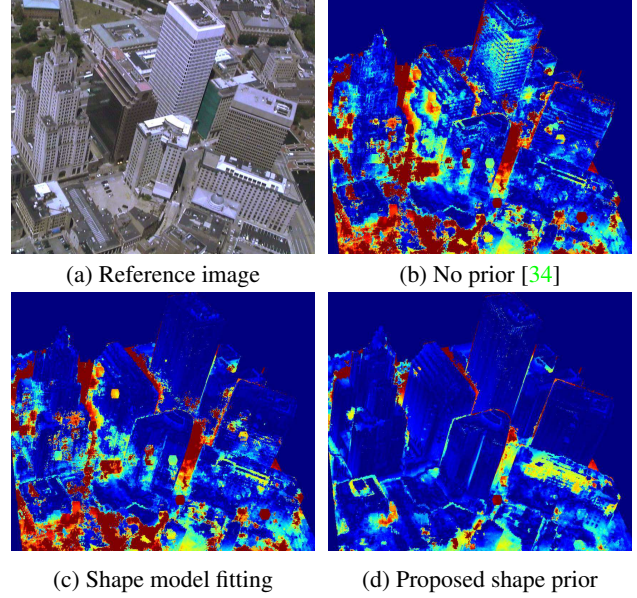 (a) Reference image
(b) No prior [34]
(c) Shape model fitting
(d) Proposed shape prior